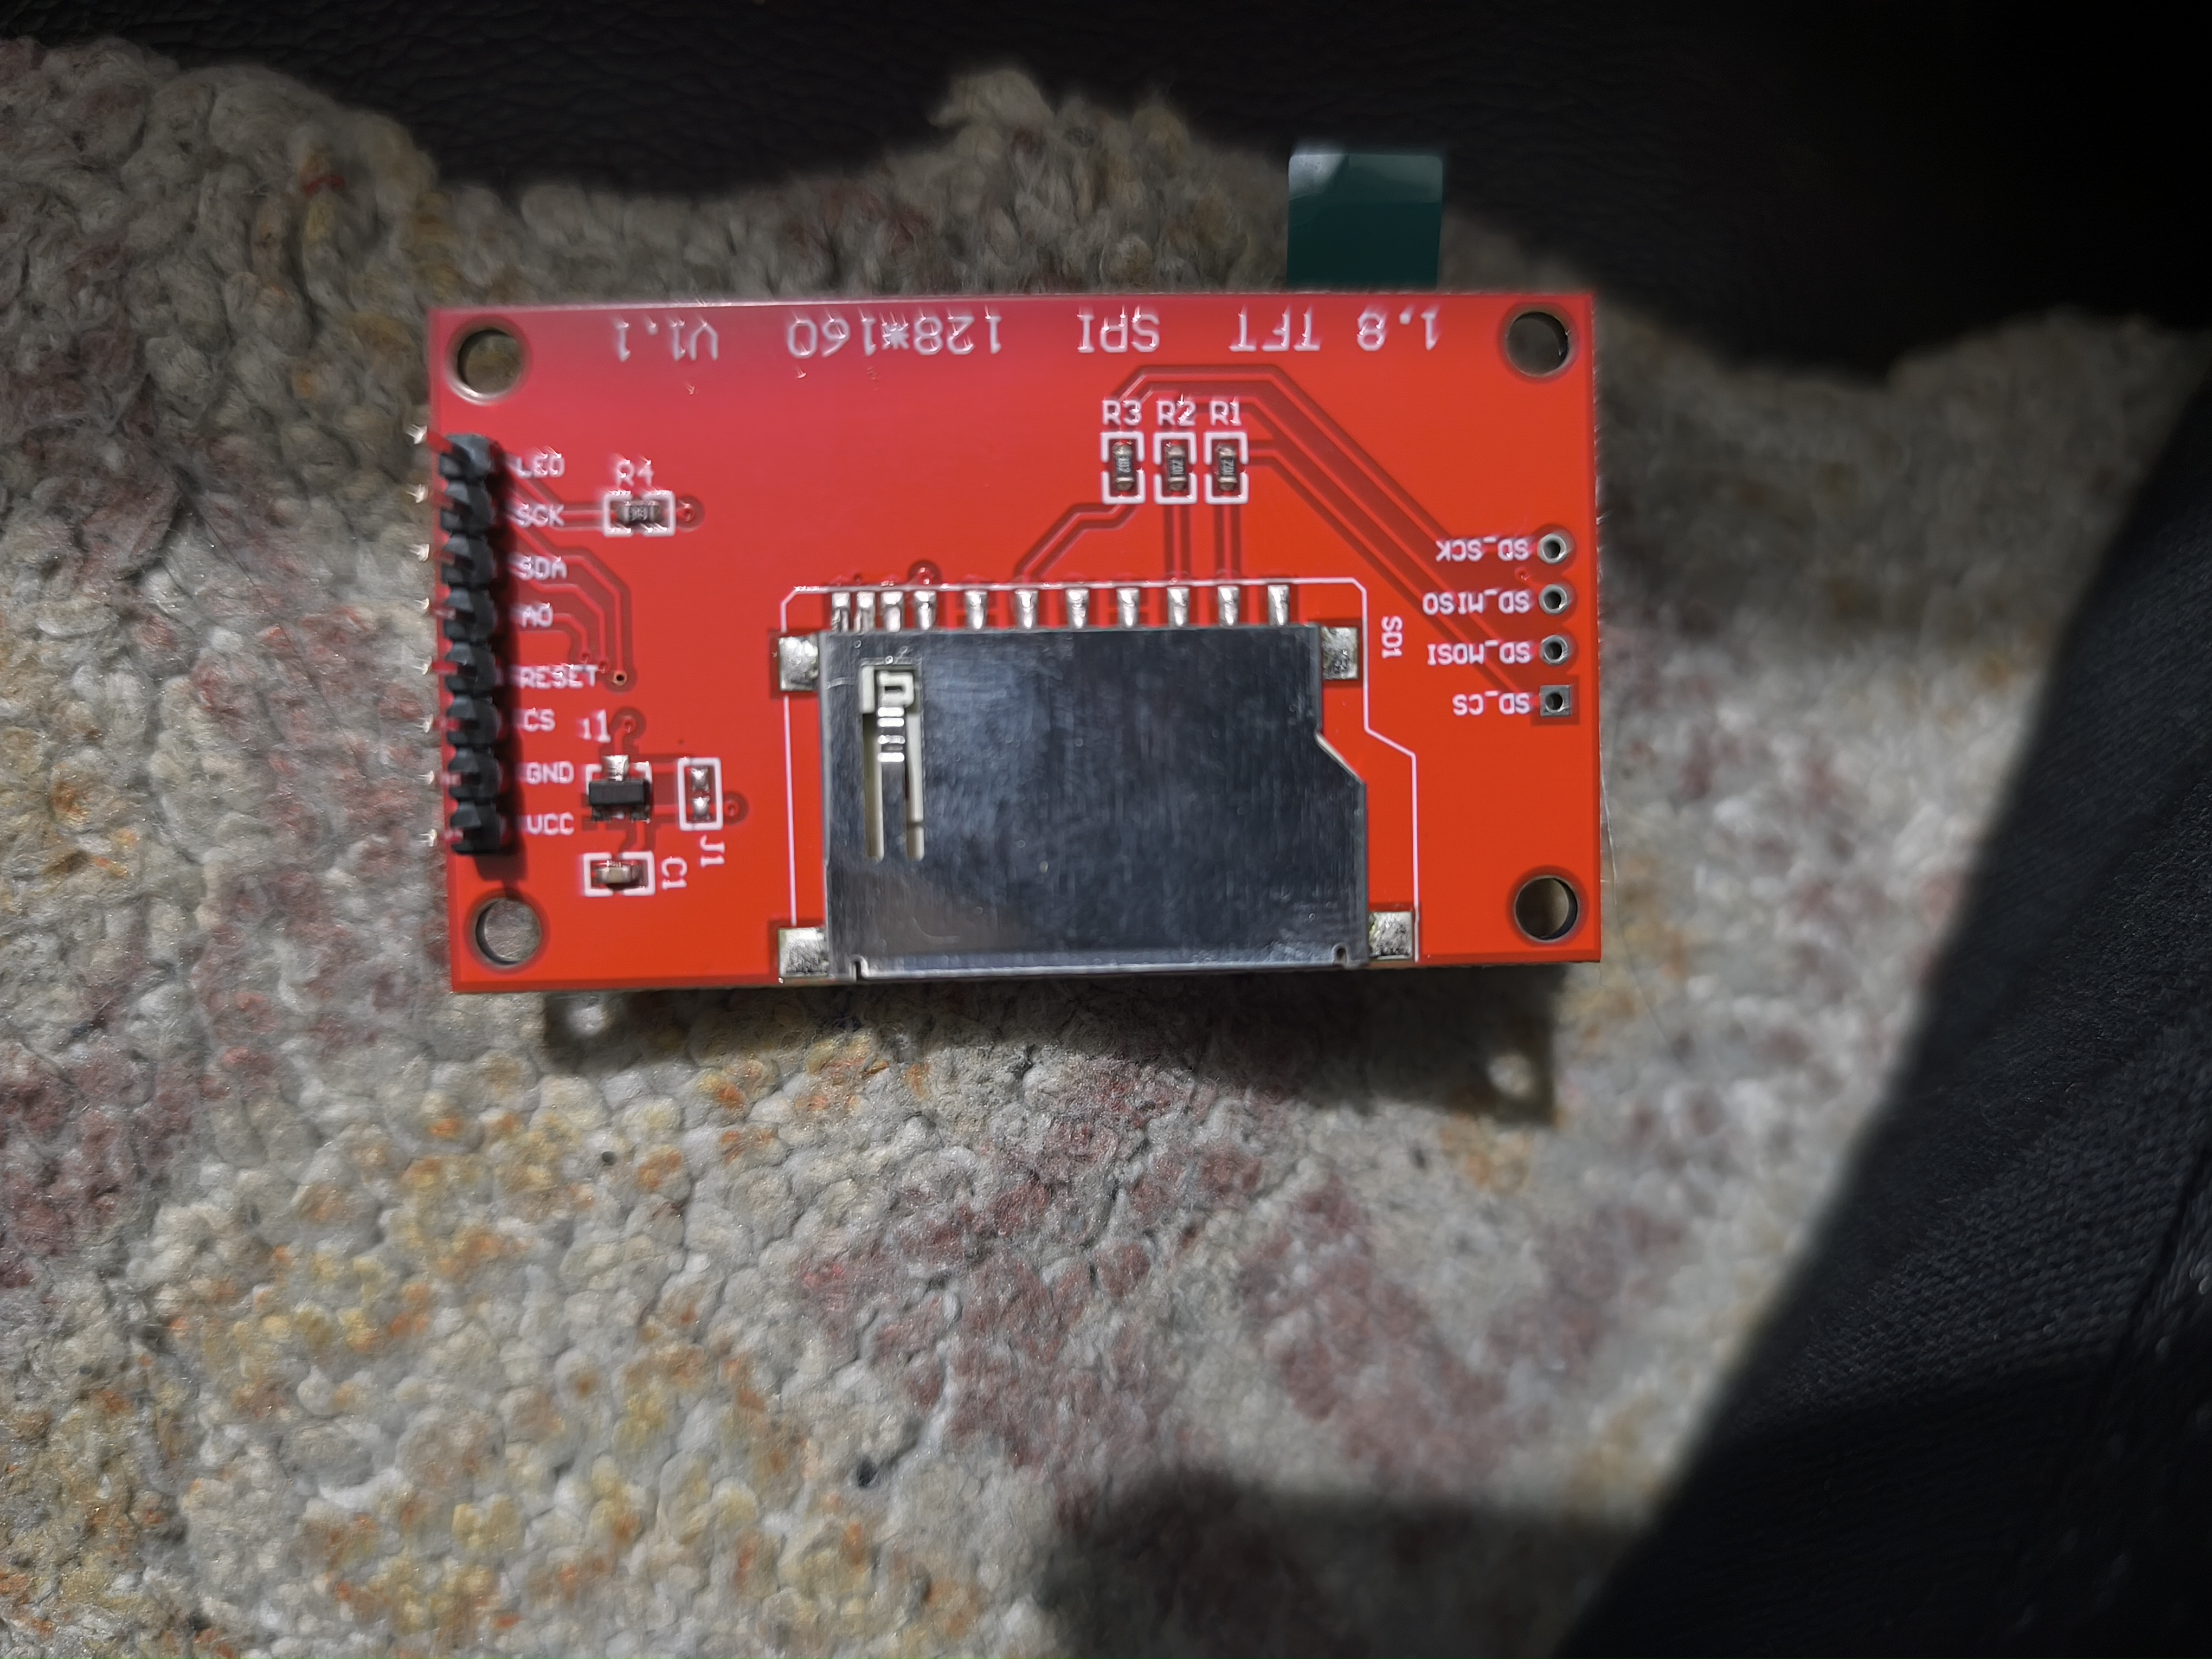 1.8 TFT SPI 128*160 V1.1
R3 R2 R1
LED
R4
SCK
SDA
A0
RESET
CS
GND
VCC
J1
C1
SD1
SD_SCK
SD_MISO
SD_MOSI
SD_CS